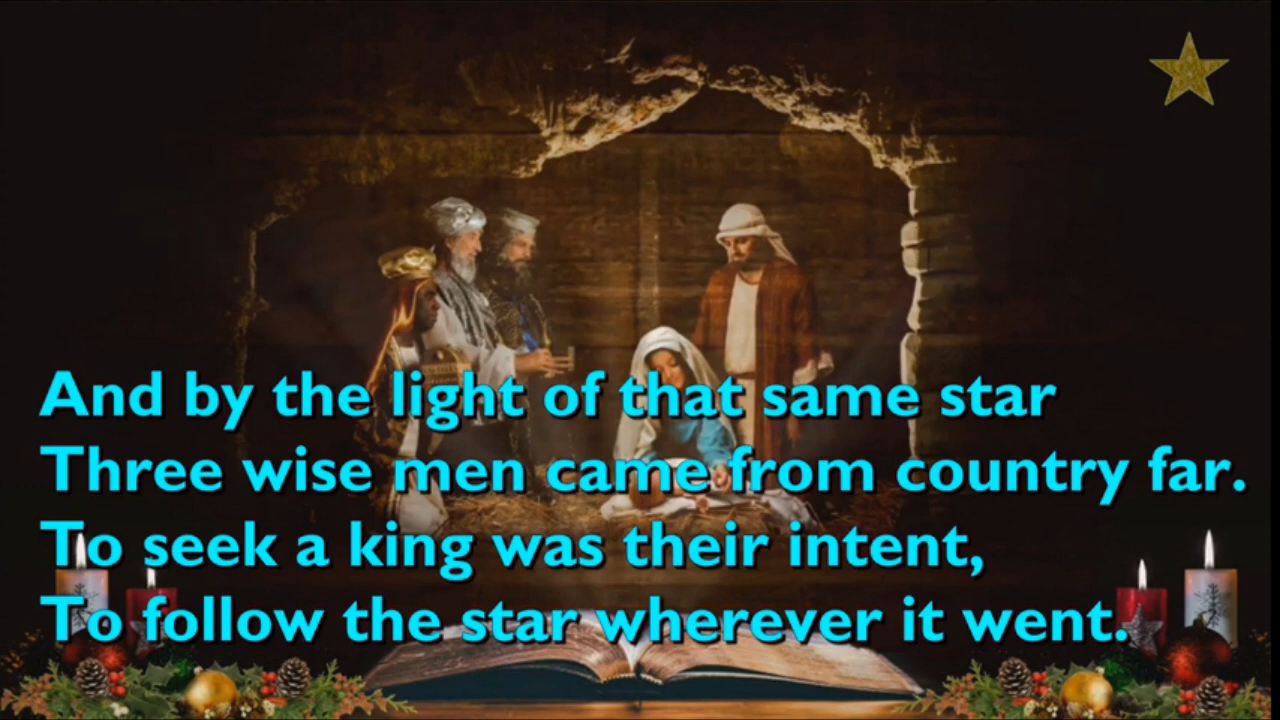 And by the light of that same star
Three wise men came from country far.
To seek a king was their intent,
To follow the star wherever it went.